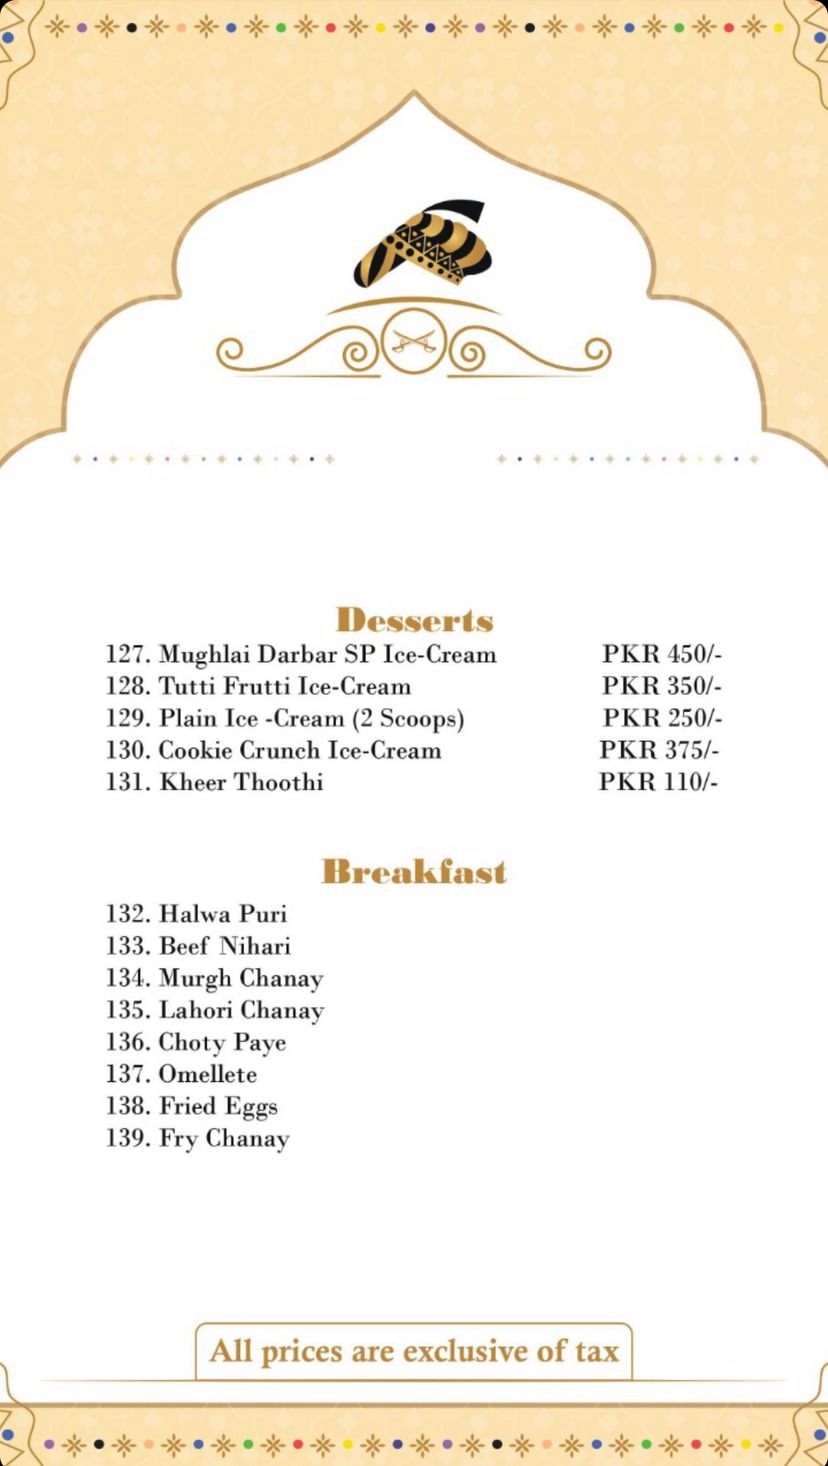 Desserts
127. Mughlai Darbar SP Ice-Cream PKR 450/-
128. Tutti Frutti Ice-Cream PKR 350/-
129. Plain Ice -Cream (2 Scoops) PKR 250/-
130. Cookie Crunch Ice-Cream PKR 375/-
131. Kheer Thoothi PKR 110/-
Breakfast
132. Halwa Puri
133. Beef Nihari
134. Murgh Chanay
135. Lahori Chanay
136. Choty Paye
137. Omellete
138. Fried Eggs
139. Fry Chanay
All prices are exclusive of tax